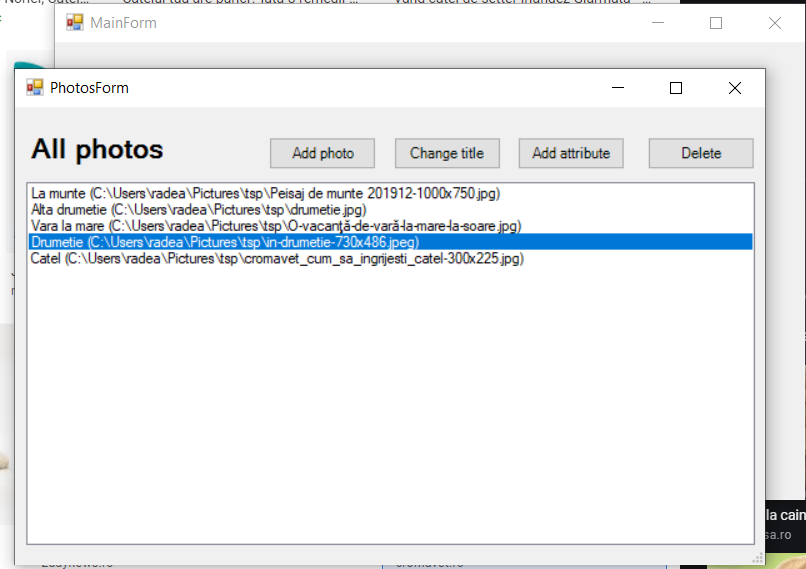 MainForm
PhotosForm
All photos
Add photo
Change title
Add attribute
Delete
La munte (C:\Users\radea\Pictures\tsp\Peisaj de munte 201912-1000x750.jpg)
Alta drumetie (C:\Users\radea\Pictures\tsp\drumetie.jpg)
Vara la mare (C:\Users\radea\Pictures\tsp\O-vacanță-de-vară-la-mare-la-soare.jpg)
Drumetie (C:\Users\radea\Pictures\tsp\in-drumetie-730x486.jpeg)
Catel (C:\Users\radea\Pictures\tsp\cromavet_cum_sa_ingrijesti_catel-300x225.jpg)
la cain
sa.ro